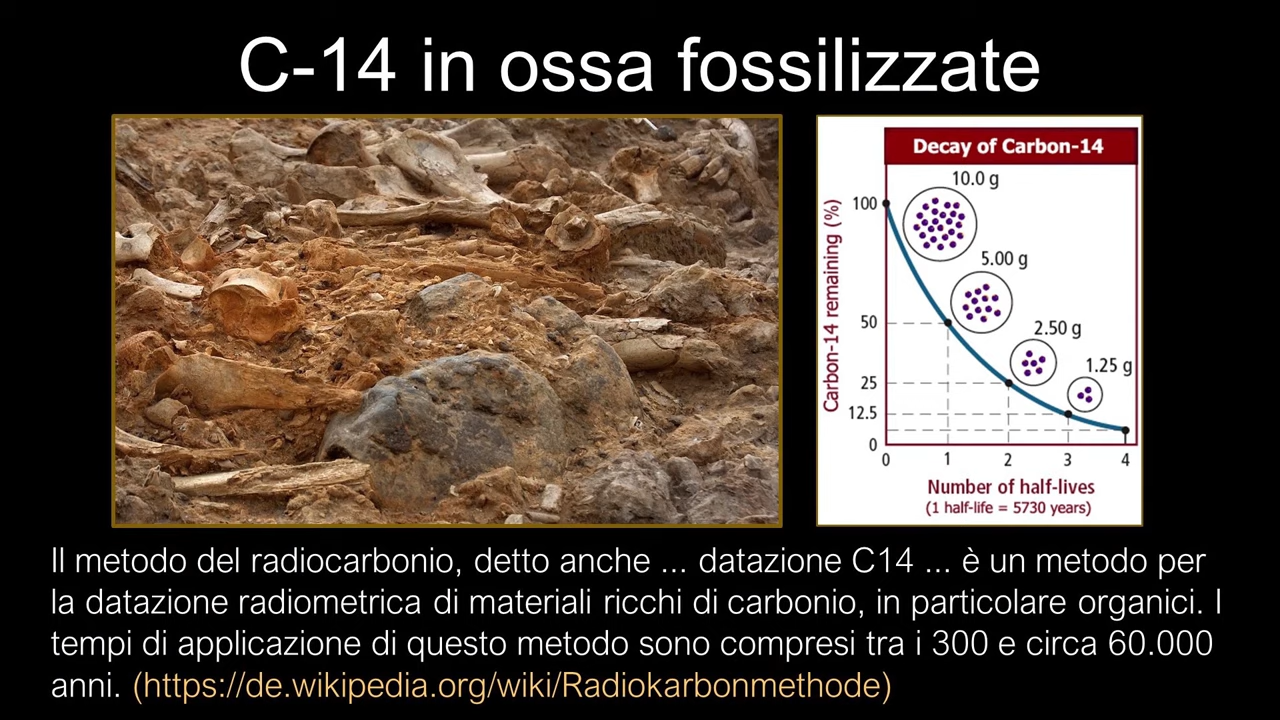 C-14 in ossa fossilizzate
Decay of Carbon-14
10.0 g
5.00 g
2.50 g
1.25 g
Carbon-14 remaining (%)
100
50
25
12.5
0
0 1 2 3 4
Number of half-lives
(1 half-life = 5730 years)
Il metodo del radiocarbonio, detto anche ... datazione C14 ... è un metodo per
la datazione radiometrica di materiali ricchi di carbonio, in particolare organici. I
tempi di applicazione di questo metodo sono compresi tra i 300 e circa 60.000
anni. (https://de.wikipedia.org/wiki/Radiokarbonmethode)